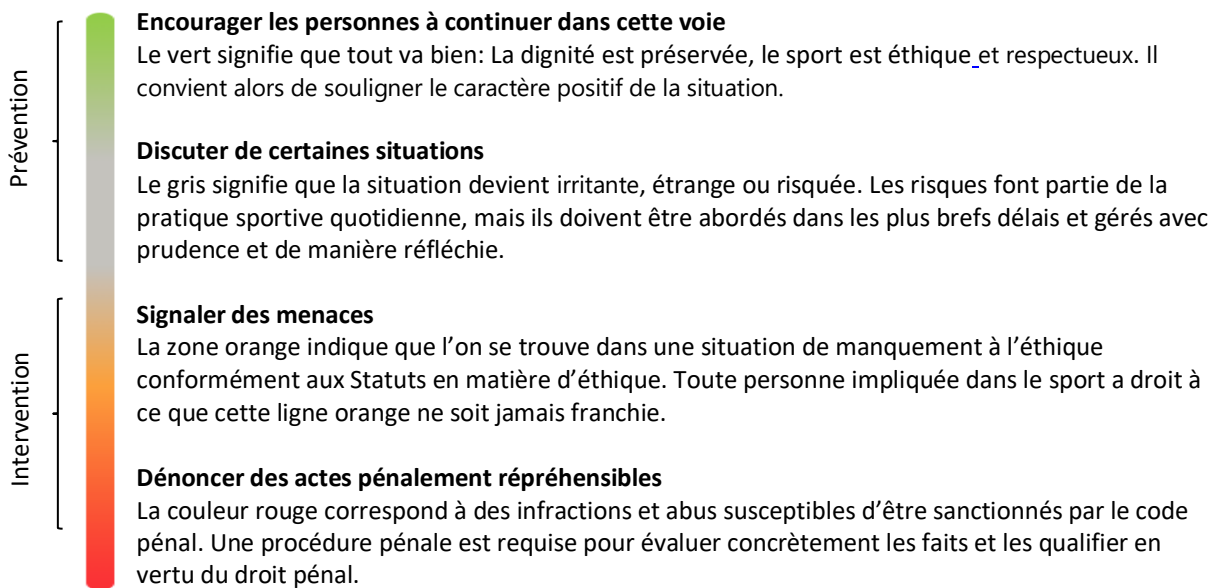 Prévention
Encourager les personnes à continuer dans cette voie
Le vert signifie que tout va bien: La dignité est préservée, le sport est éthique et respectueux. Il
convient alors de souligner le caractère positif de la situation.
Discuter de certaines situations
Le gris signifie que la situation devient irritante, étrange ou risquée. Les risques font partie de la
pratique sportive quotidienne, mais ils doivent être abordés dans les plus brefs délais et gérés avec
prudence et de manière réfléchie.
Intervention
Signaler des menaces
La zone orange indique que l’on se trouve dans une situation de manquement à l’éthique
conformément aux Statuts en matière d’éthique. Toute personne impliquée dans le sport a droit à
ce que cette ligne orange ne soit jamais franchie.
Dénoncer des actes pénalement répréhensibles
La couleur rouge correspond à des infractions et abus susceptibles d’être sanctionnés par le code
pénal. Une procédure pénale est requise pour évaluer concrètement les faits et les qualifier en
vertu du droit pénal.